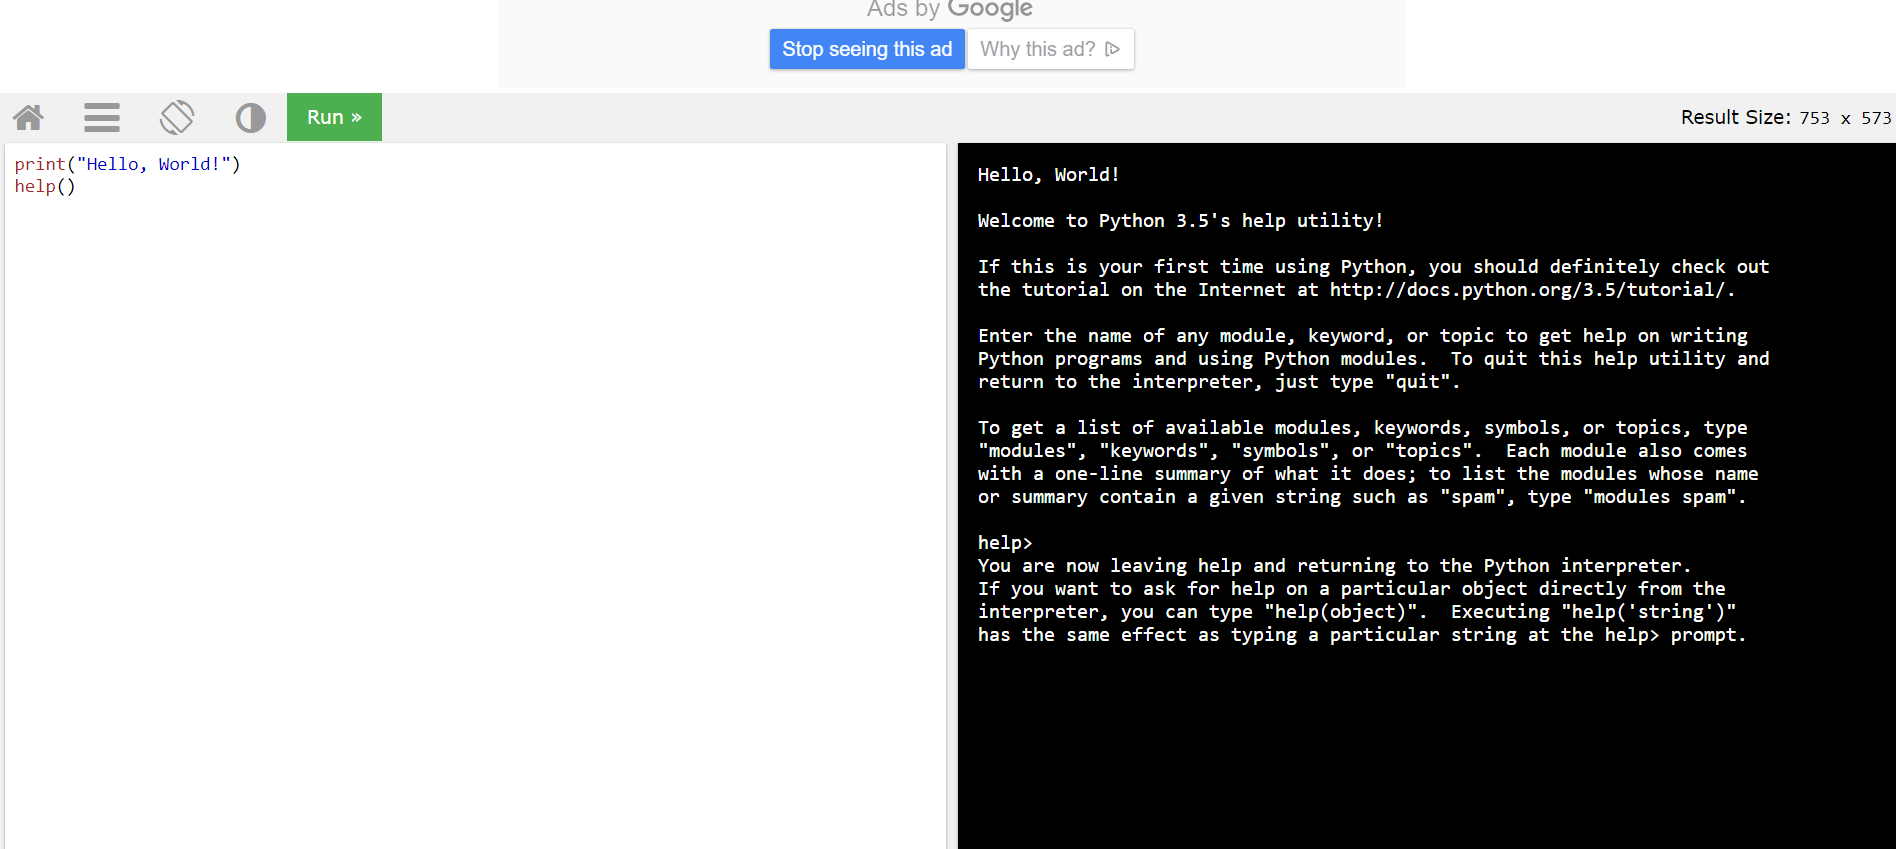 Ads by Google
Stop seeing this ad Why this ad?
Run » Result Size: 753 x 573
print("Hello, World!")
help()
Hello, World!
Welcome to Python 3.5's help utility!
If this is your first time using Python, you should definitely check out
the tutorial on the Internet at http://docs.python.org/3.5/tutorial/.
Enter the name of any module, keyword, or topic to get help on writing
Python programs and using Python modules.  To quit this help utility and
return to the interpreter, just type "quit".
To get a list of available modules, keywords, symbols, or topics, type
"modules", "keywords", "symbols", or "topics".  Each module also comes
with a one-line summary of what it does; to list the modules whose name
or summary contain a given string such as "spam", type "modules spam".
help>
You are now leaving help and returning to the Python interpreter.
If you want to ask for help on a particular object directly from the
interpreter, you can type "help(object)".  Executing "help('string')"
has the same effect as typing a particular string at the help> prompt.